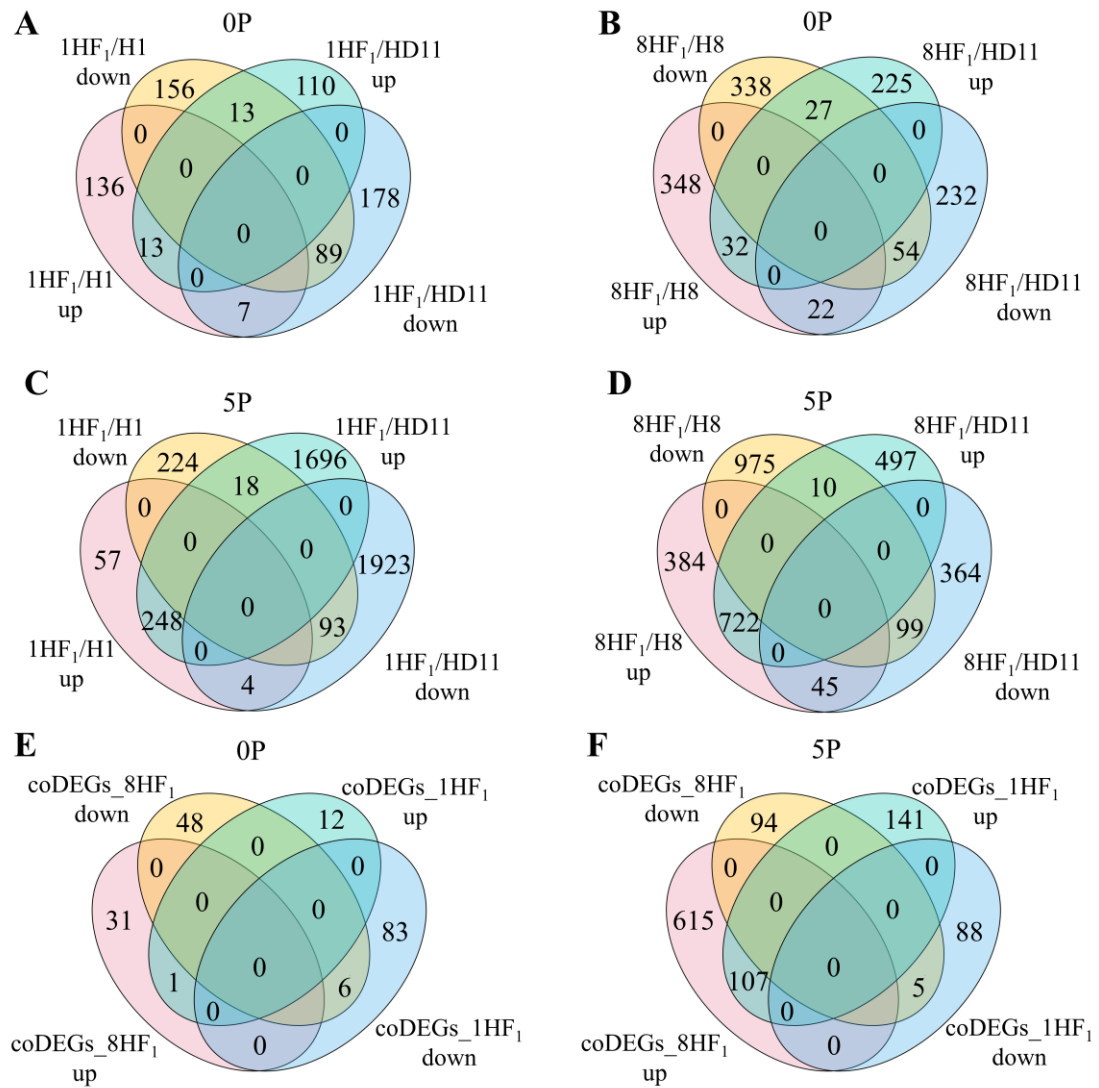 A
0P
1HF₁/H1
down
1HF₁/HD11
up
156
110
13
0
0
0
0
136
178
0
13
89
0
1HF₁/H1
up
7
1HF₁/HD11
down
B
0P
8HF₁/H8
down
8HF₁/HD11
up
338
225
27
0
0
0
0
348
232
0
32
54
0
8HF₁/H8
up
22
8HF₁/HD11
down
C
5P
1HF₁/H1
down
1HF₁/HD11
up
224
1696
18
0
0
0
0
57
1923
0
248
93
0
1HF₁/H1
up
4
1HF₁/HD11
down
D
5P
8HF₁/H8
down
8HF₁/HD11
up
975
497
10
0
0
0
0
384
364
0
722
99
0
8HF₁/H8
up
45
8HF₁/HD11
down
E
0P
coDEGs_8HF₁
down
coDEGs_1HF₁
up
48
12
0
0
0
0
0
31
83
0
1
6
0
coDEGs_8HF₁
up
0
coDEGs_1HF₁
down
F
5P
coDEGs_8HF₁
down
coDEGs_1HF₁
up
94
141
0
0
0
0
0
615
88
0
107
5
0
coDEGs_8HF₁
up
0
coDEGs_1HF₁
down